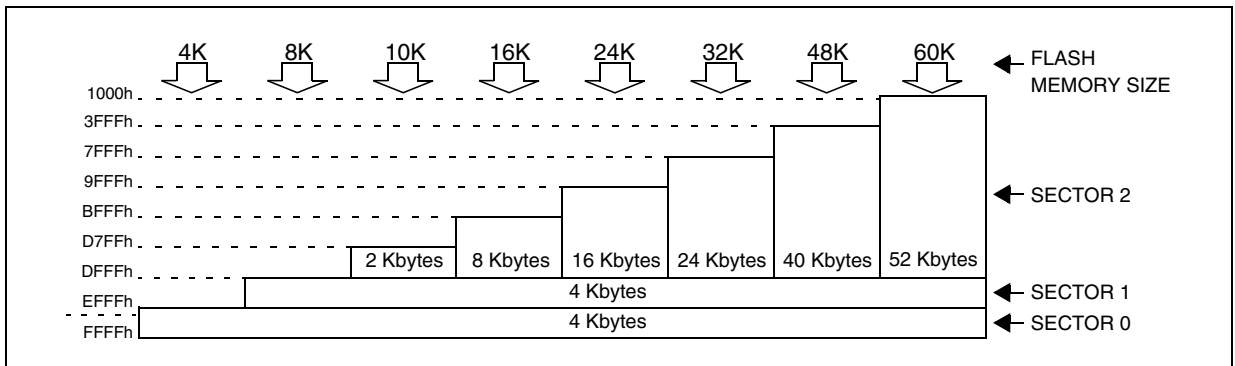 4K 8K 10K 16K 24K 32K 48K 60K
FLASH
MEMORY SIZE
1000h
3FFFh
7FFFh
9FFFh
SECTOR 2
BFFFh
D7FFh
2 Kbytes 8 Kbytes 16 Kbytes 24 Kbytes 40 Kbytes 52 Kbytes
DFFFh
4 Kbytes
SECTOR 1
EFFFh
4 Kbytes
SECTOR 0
FFFFh